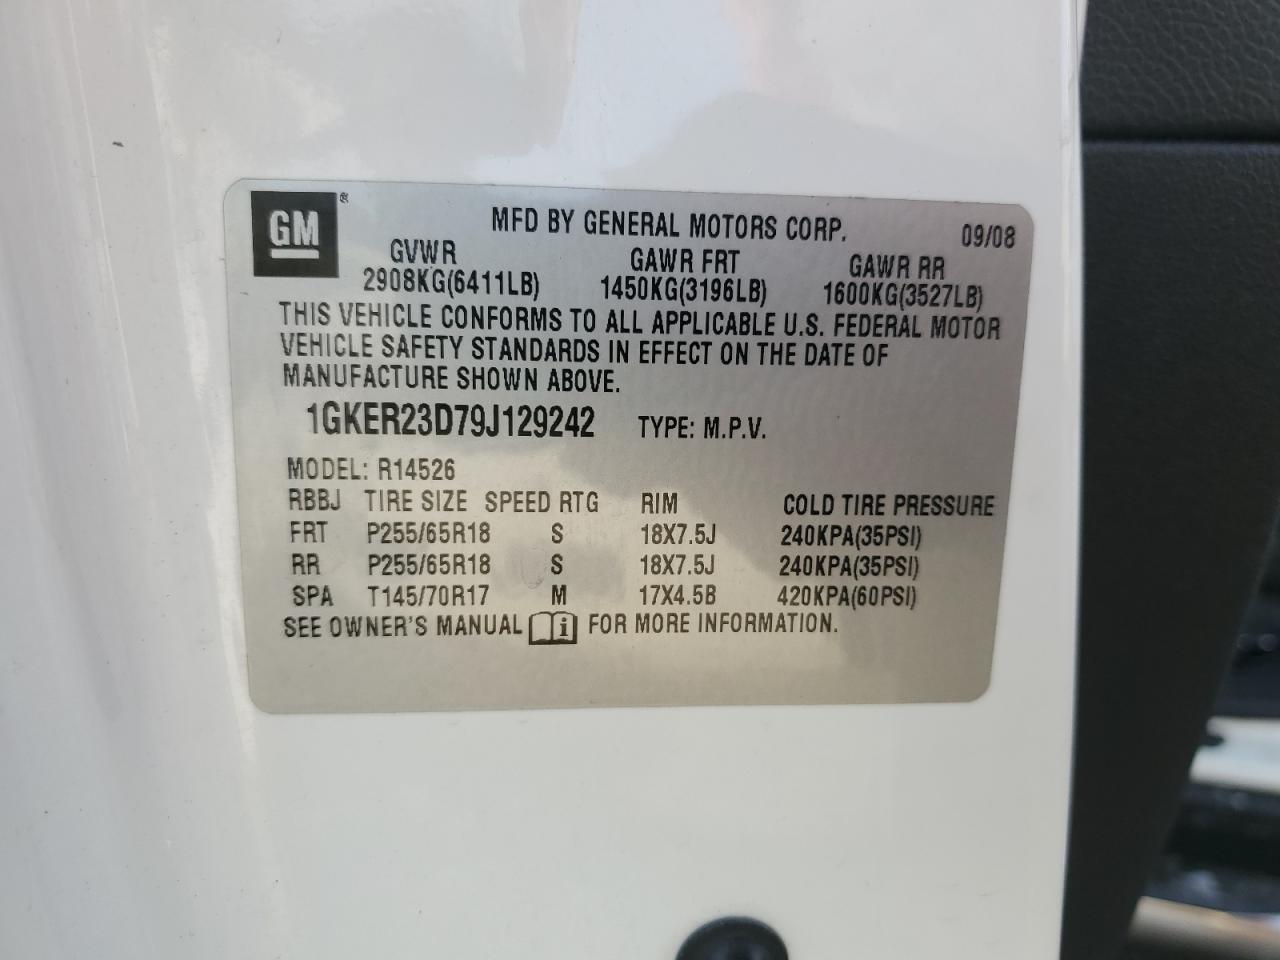 GM ®
MFD BY GENERAL MOTORS CORP. 09/08
GVWR GAWR FRT GAWR RR
2908KG(6411LB) 1450KG(3196LB) 1600KG(3527LB)
THIS VEHICLE CONFORMS TO ALL APPLICABLE U.S. FEDERAL MOTOR
VEHICLE SAFETY STANDARDS IN EFFECT ON THE DATE OF
MANUFACTURE SHOWN ABOVE.
1GKER23D79J129242 TYPE: M.P.V.
MODEL: R14526
RBBJ TIRE SIZE SPEED RTG RIM COLD TIRE PRESSURE
FRT P255/65R18 S 18X7.5J 240KPA(35PSI)
RR P255/65R18 S 18X7.5J 240KPA(35PSI)
SPA T145/70R17 M 17X4.5B 420KPA(60PSI)
SEE OWNER'S MANUAL i FOR MORE INFORMATION.